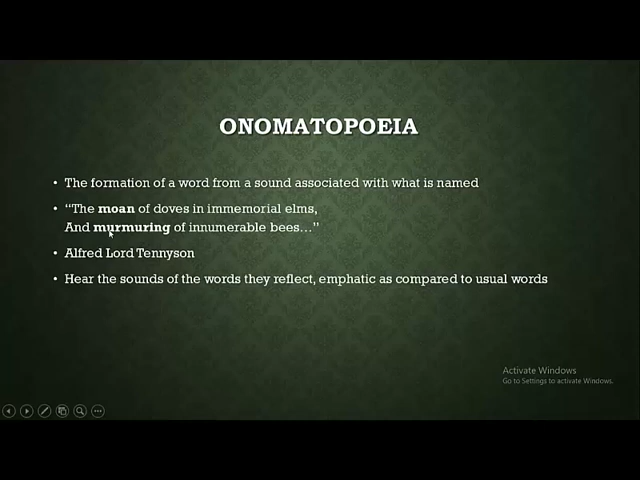 ONOMATOPOEIA
• The formation of a word from a sound associated with what is named
• “The moan of doves in immemorial elms,
And murmuring of innumerable bees…”
• Alfred Lord Tennyson
• Hear the sounds of the words they reflect, emphatic as compared to usual words
Activate Windows
Go to Settings to activate Windows.